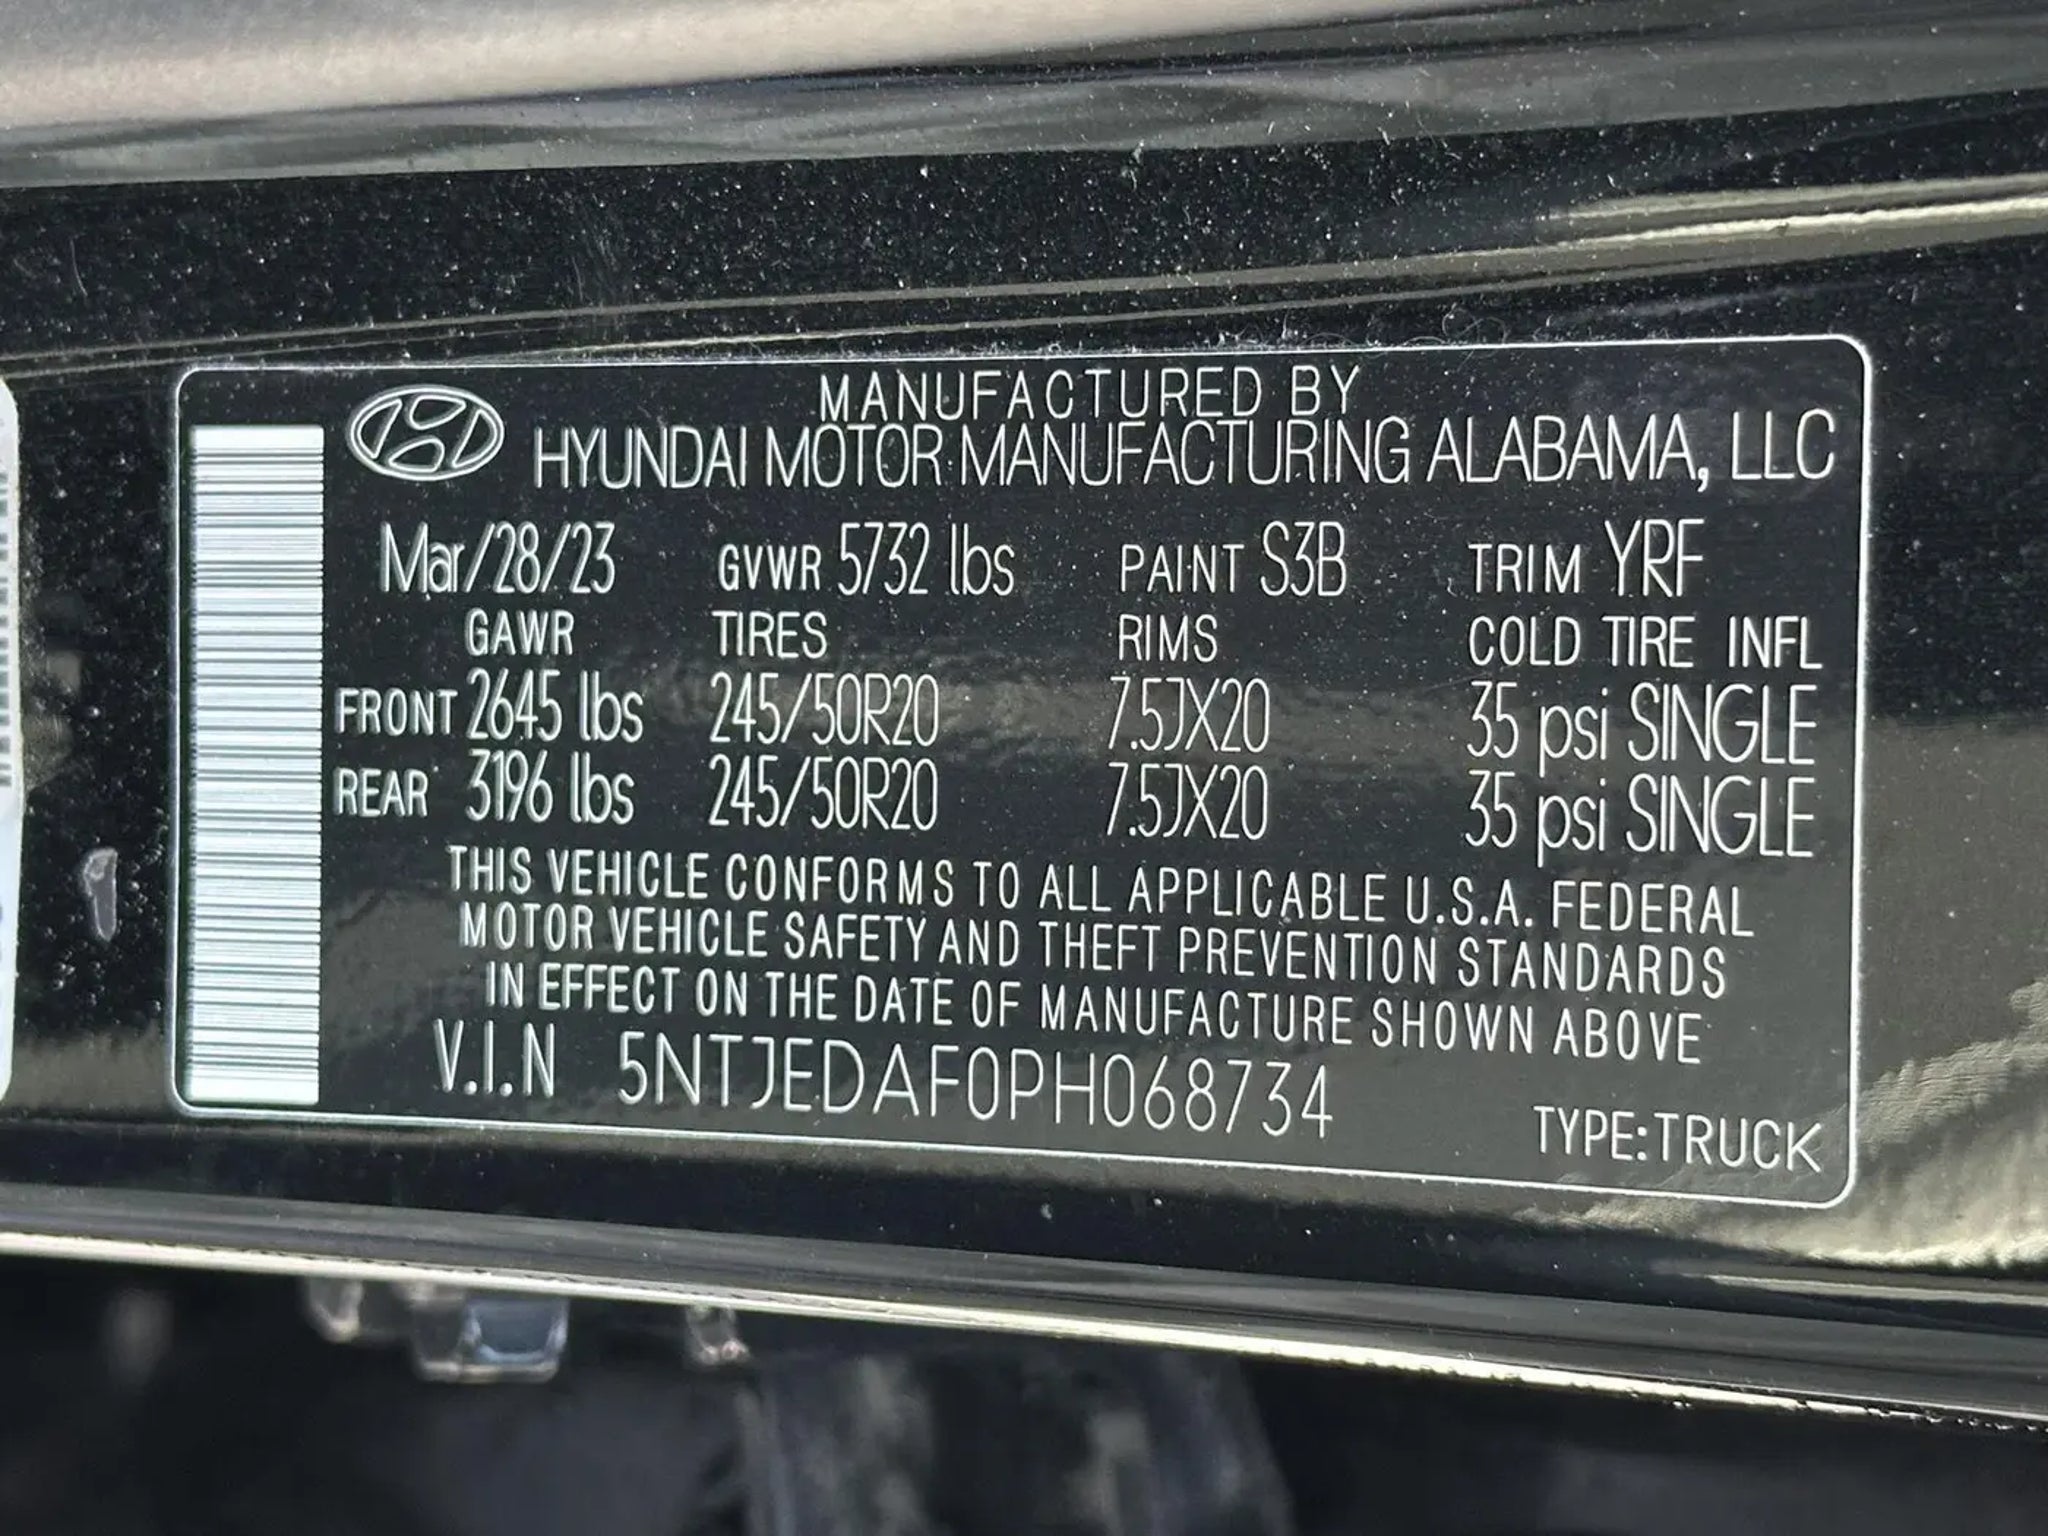 MANUFACTURED BY
HYUNDAI MOTOR MANUFACTURING ALABAMA, LLC
Mar/28/23 GVWR 5732 lbs PAINT S3B TRIM YRF
GAWR TIRES RIMS COLD TIRE INFL
FRONT 2645 lbs 245/50R20 7.5JX20 35 psi SINGLE
REAR 3196 lbs 245/50R20 7.5JX20 35 psi SINGLE
THIS VEHICLE CONFORMS TO ALL APPLICABLE U.S.A. FEDERAL
MOTOR VEHICLE SAFETY AND THEFT PREVENTION STANDARDS
IN EFFECT ON THE DATE OF MANUFACTURE SHOWN ABOVE
V.I.N 5NTJEDAF0PH068734
TYPE:TRUCK